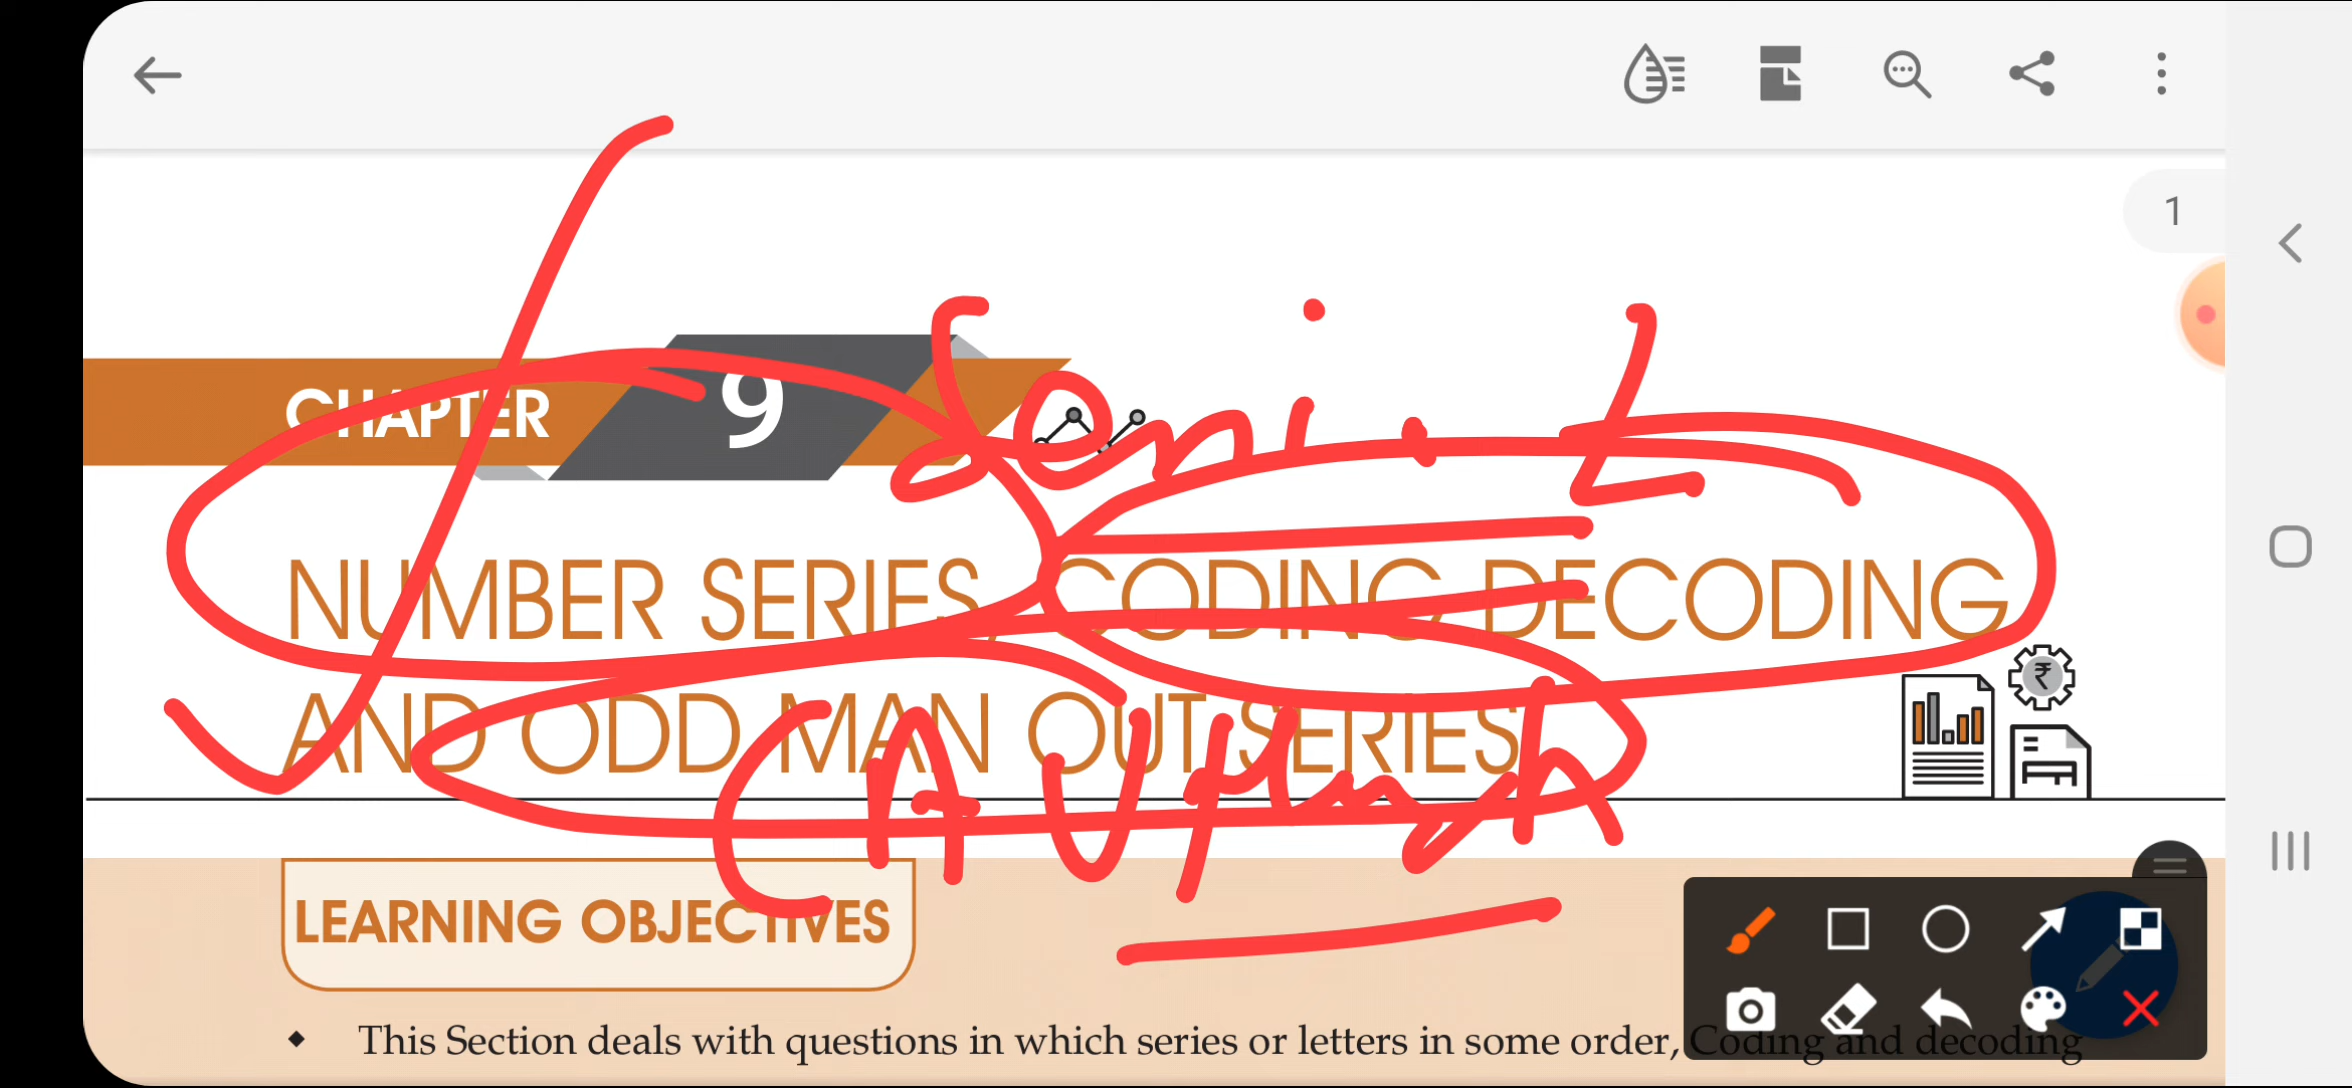 1
CHAPTER 9
NUMBER SERIES, CODING DECODING
AND ODD MAN OUT SERIES
LEARNING OBJECTIVES
◆ This Section deals with questions in which series or letters in some order, Coding and decoding